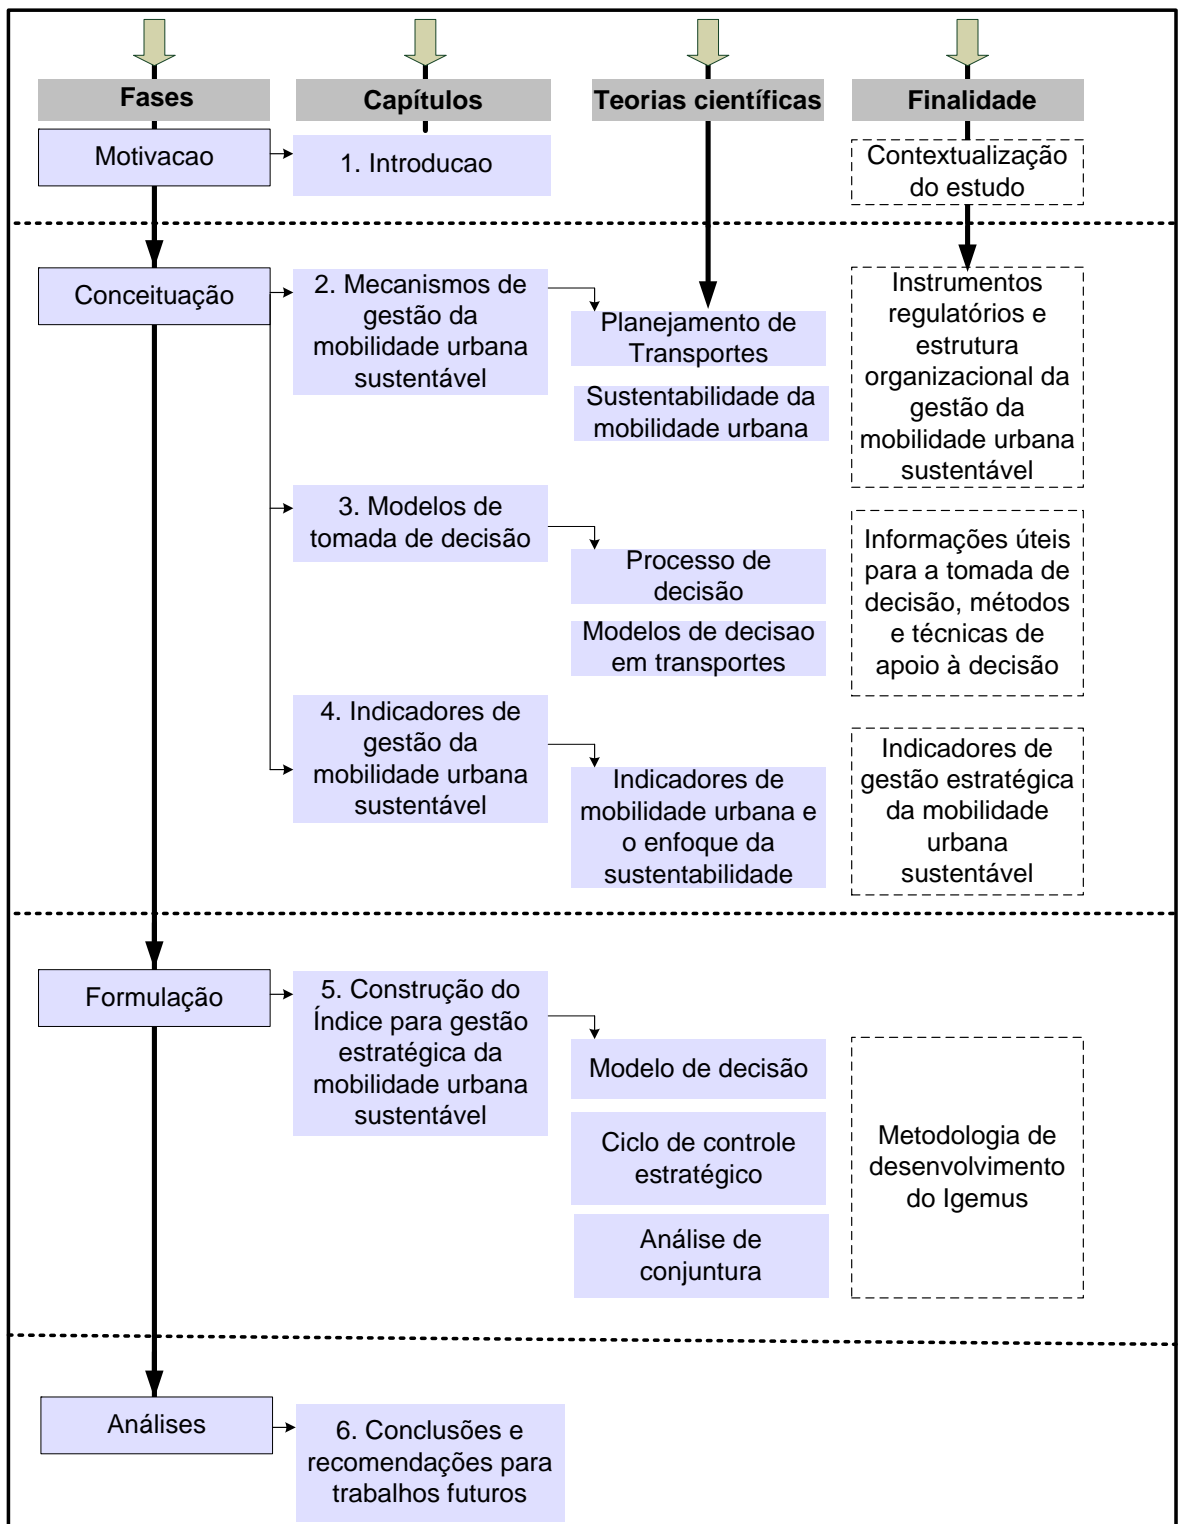 Fases
Capítulos
Teorias científicas
Finalidade
Motivacao
1. Introducao
Contextualização
do estudo
Conceituação
2. Mecanismos de
gestão da
mobilidade urbana
sustentável
Planejamento de
Transportes
Sustentabilidade da
mobilidade urbana
Instrumentos
regulatórios e
estrutura
organizacional da
gestão da
mobilidade urbana
sustentável
3. Modelos de
tomada de decisão
Processo de
decisão
Modelos de decisao
em transportes
Informações úteis
para a tomada de
decisão, métodos
e técnicas de
apoio à decisão
4. Indicadores de
gestão da
mobilidade urbana
sustentável
Indicadores de
mobilidade urbana e
o enfoque da
sustentabilidade
Indicadores de
gestão estratégica
da mobilidade
urbana
sustentável
Formulação
5. Construção do
Índice para gestão
estratégica da
mobilidade urbana
sustentável
Modelo de decisão
Ciclo de controle
estratégico
Análise de
conjuntura
Metodologia de
desenvolvimento
do Igemus
Análises
6. Conclusões e
recomendações para
trabalhos futuros